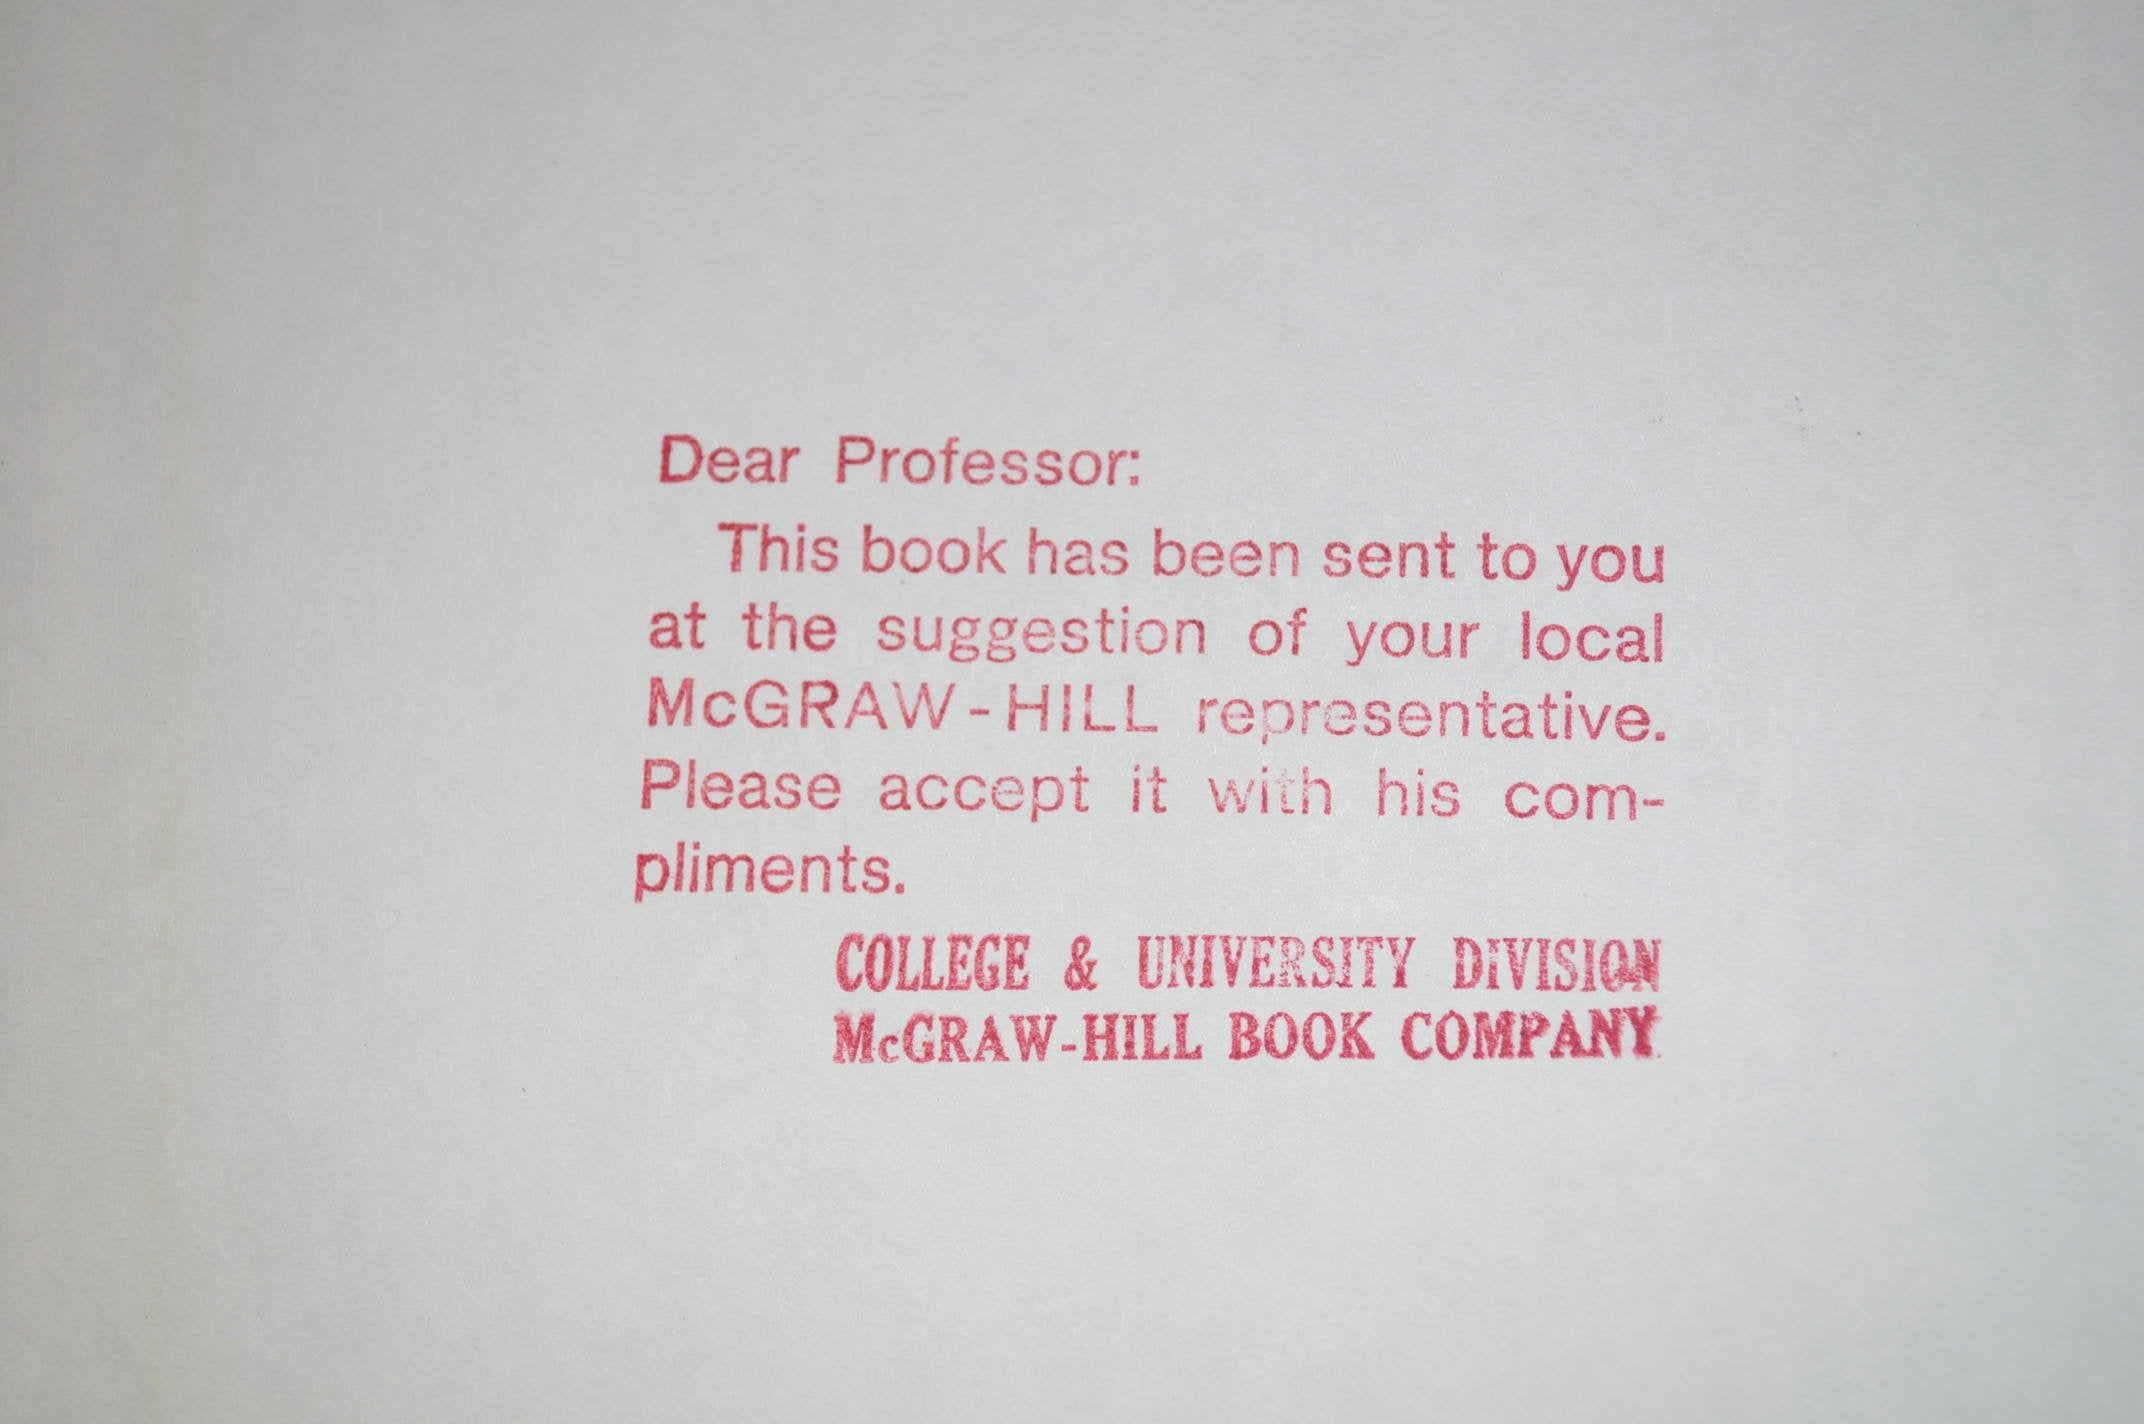 Dear Professor:
This book has been sent to you
at the suggestion of your local
McGRAW-HILL representative.
Please accept it with his com-
pliments.
COLLEGE & UNIVERSITY DIVISION
McGRAW-HILL BOOK COMPANY